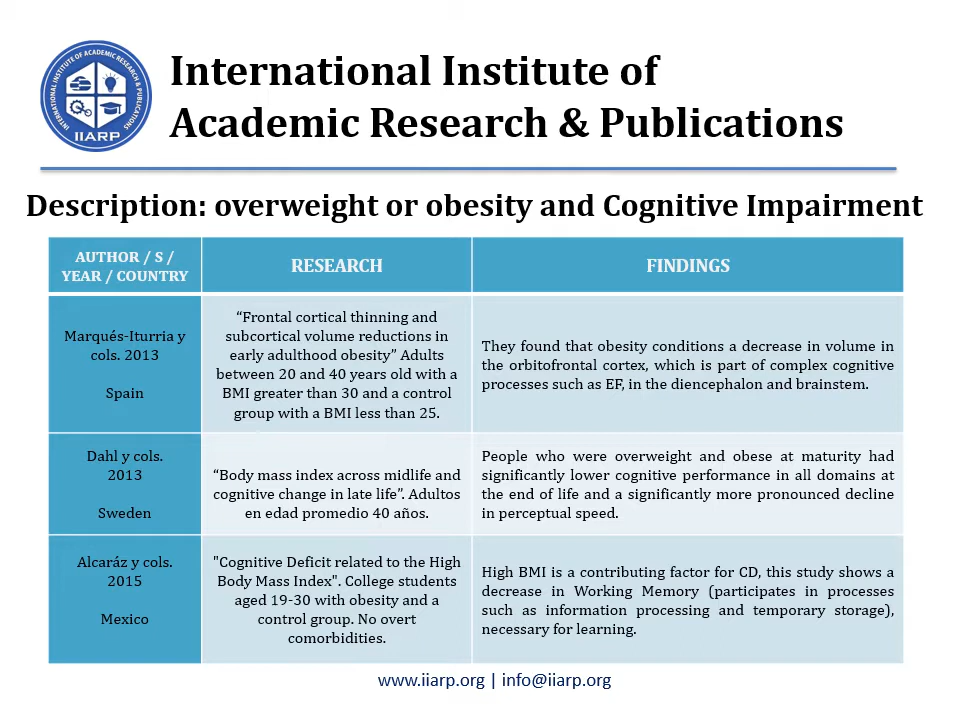 INTERNATIONAL INSTITUTE OF ACADEMIC RESEARCH & PUBLICATIONS
IIARP
International Institute of
Academic Research & Publications
Description: overweight or obesity and Cognitive Impairment
AUTHOR / S /
YEAR / COUNTRY
RESEARCH
FINDINGS
Marqués-Iturria y
cols. 2013
Spain
“Frontal cortical thinning and
subcortical volume reductions in
early adulthood obesity” Adults
between 20 and 40 years old with a
BMI greater than 30 and a control
group with a BMI less than 25.
They found that obesity conditions a decrease in volume in
the orbitofrontal cortex, which is part of complex cognitive
processes such as EF, in the diencephalon and brainstem.
Dahl y cols.
2013
Sweden
“Body mass index across midlife and
cognitive change in late life”. Adultos
en edad promedio 40 años.
People who were overweight and obese at maturity had
significantly lower cognitive performance in all domains at
the end of life and a significantly more pronounced decline
in perceptual speed.
Alcaráz y cols.
2015
Mexico
"Cognitive Deficit related to the High
Body Mass Index". College students
aged 19-30 with obesity and a
control group. No overt
comorbidities.
High BMI is a contributing factor for CD, this study shows a
decrease in Working Memory (participates in processes
such as information processing and temporary storage),
necessary for learning.
www.iiarp.org | info@iiarp.org